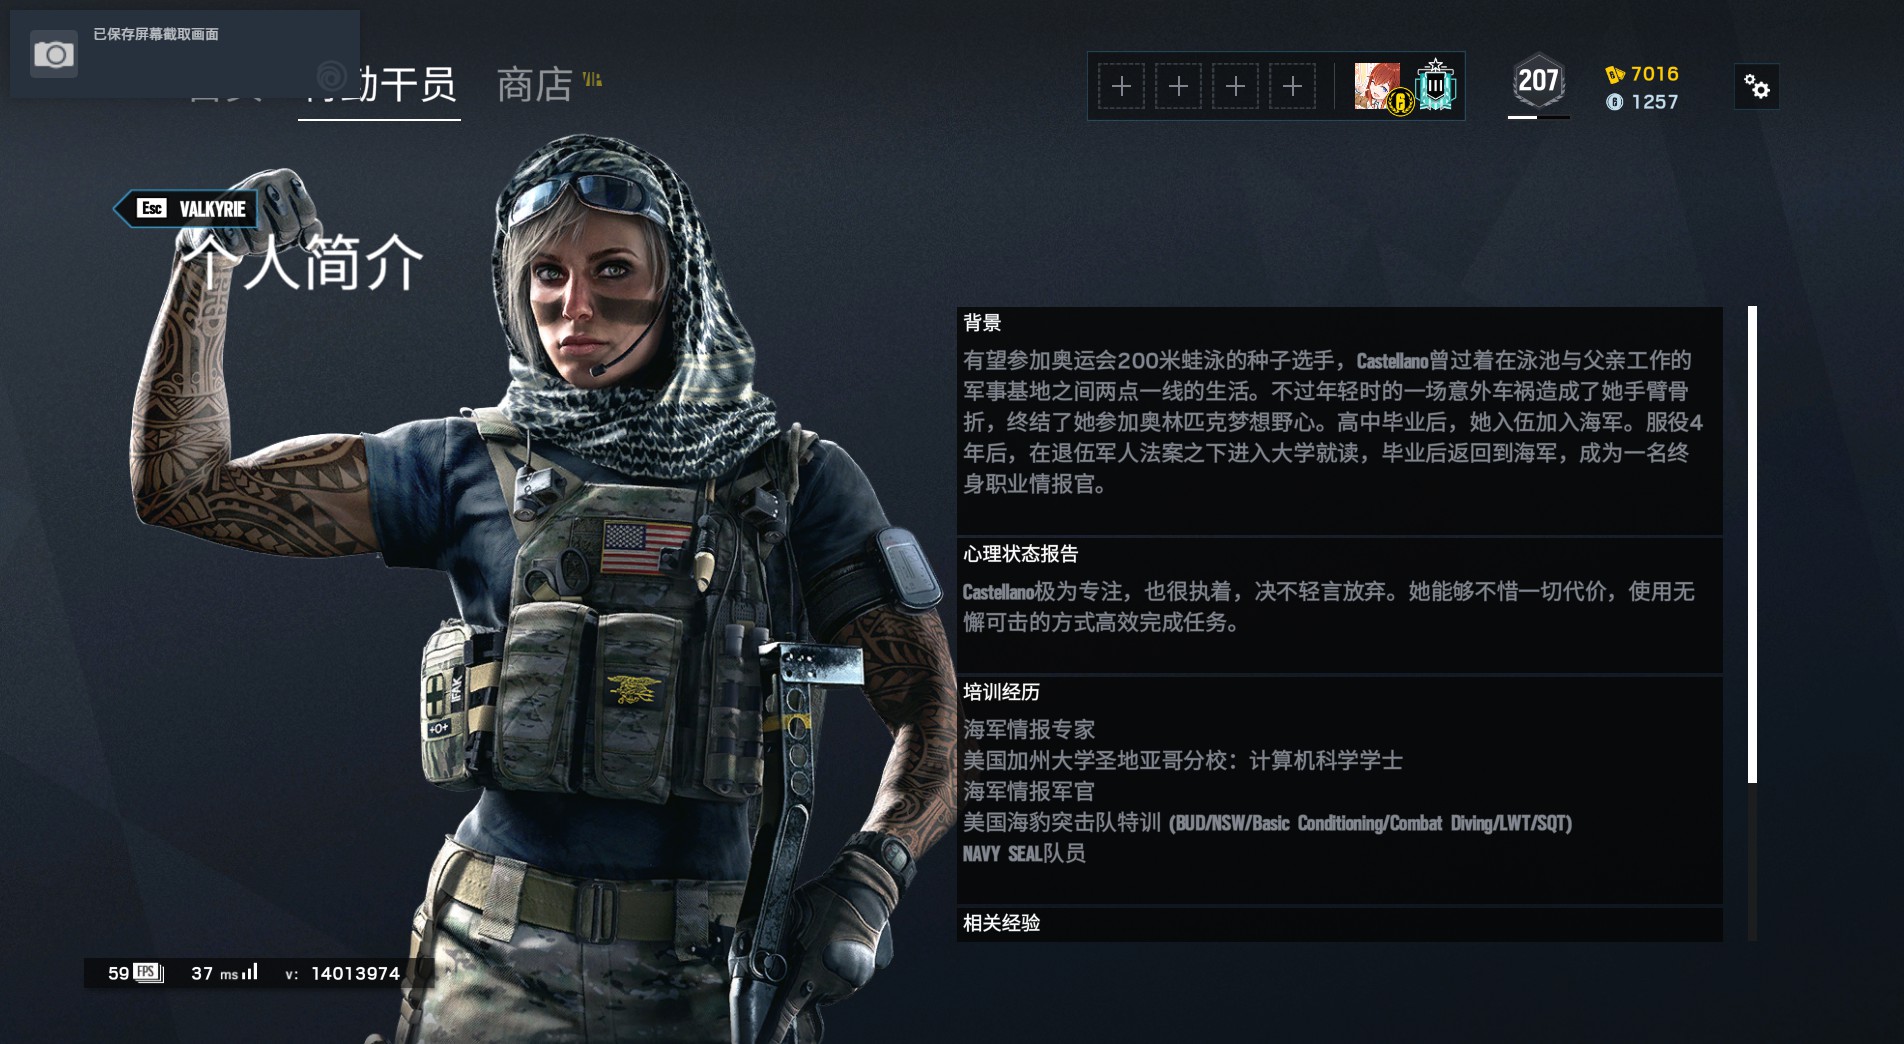 已保存屏幕截取画面
行动干员
商店
207
7016
1257
Esc VALKYRIE
个人简介
背景
有望参加奥运会200米蛙泳的种子选手，Castellano曾过着在泳池与父亲工作的
军事基地之间两点一线的生活。不过年轻时的一场意外车祸造成了她手臂骨
折，终结了她参加奥林匹克梦想野心。高中毕业后，她入伍加入海军。服役4
年后，在退伍军人法案之下进入大学就读，毕业后返回到海军，成为一名终
身职业情报官。
心理状态报告
Castellano极为专注，也很执着，决不轻言放弃。她能够不惜一切代价，使用无
懈可击的方式高效完成任务。
培训经历
海军情报专家
美国加州大学圣地亚哥分校：计算机科学学士
海军情报军官
美国海豹突击队特训 (BUD/NSW/Basic Conditioning/Combat Diving/LWT/SQT)
NAVY SEAL队员
相关经验
IFAK
+O+
59 FPS 37 ms v: 14013974